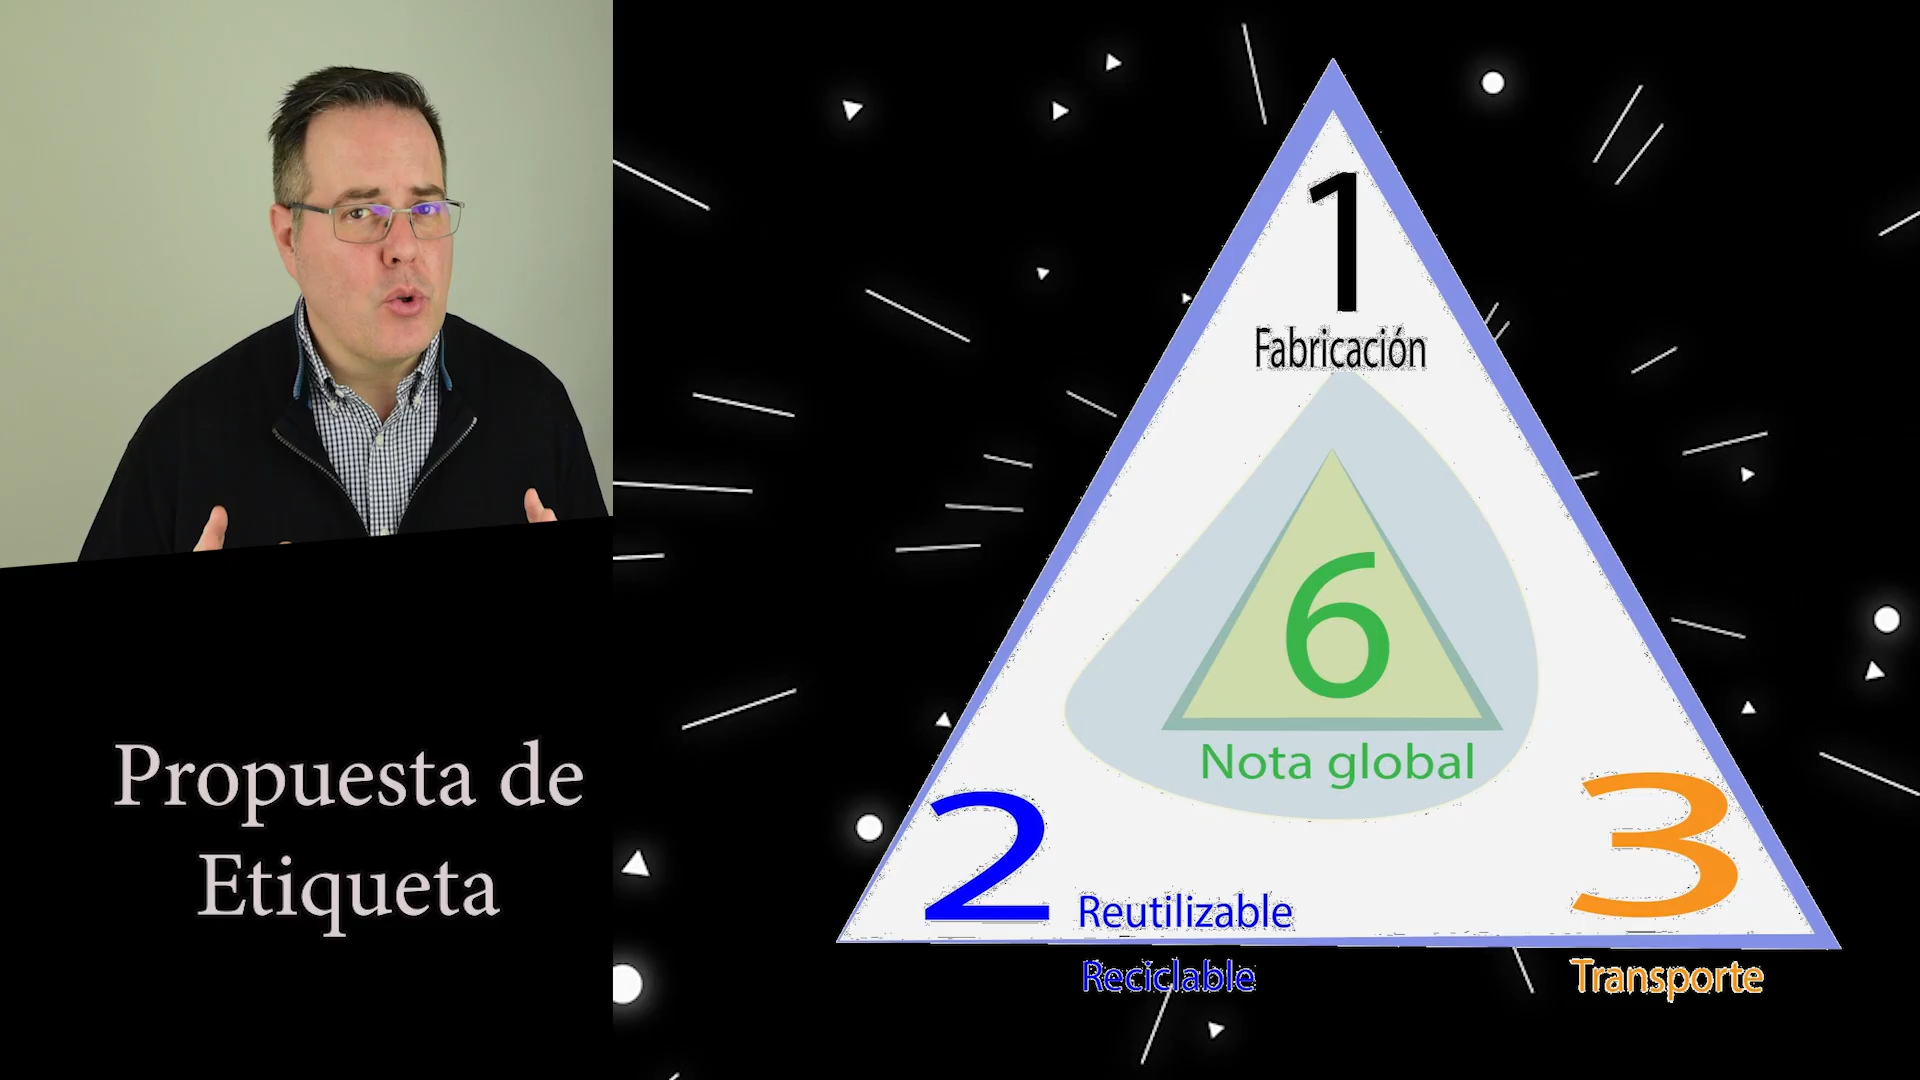 Propuesta de
Etiqueta
1
Fabricación
6
Nota global
2
Reutilizable
Reciclable
3
Transporte